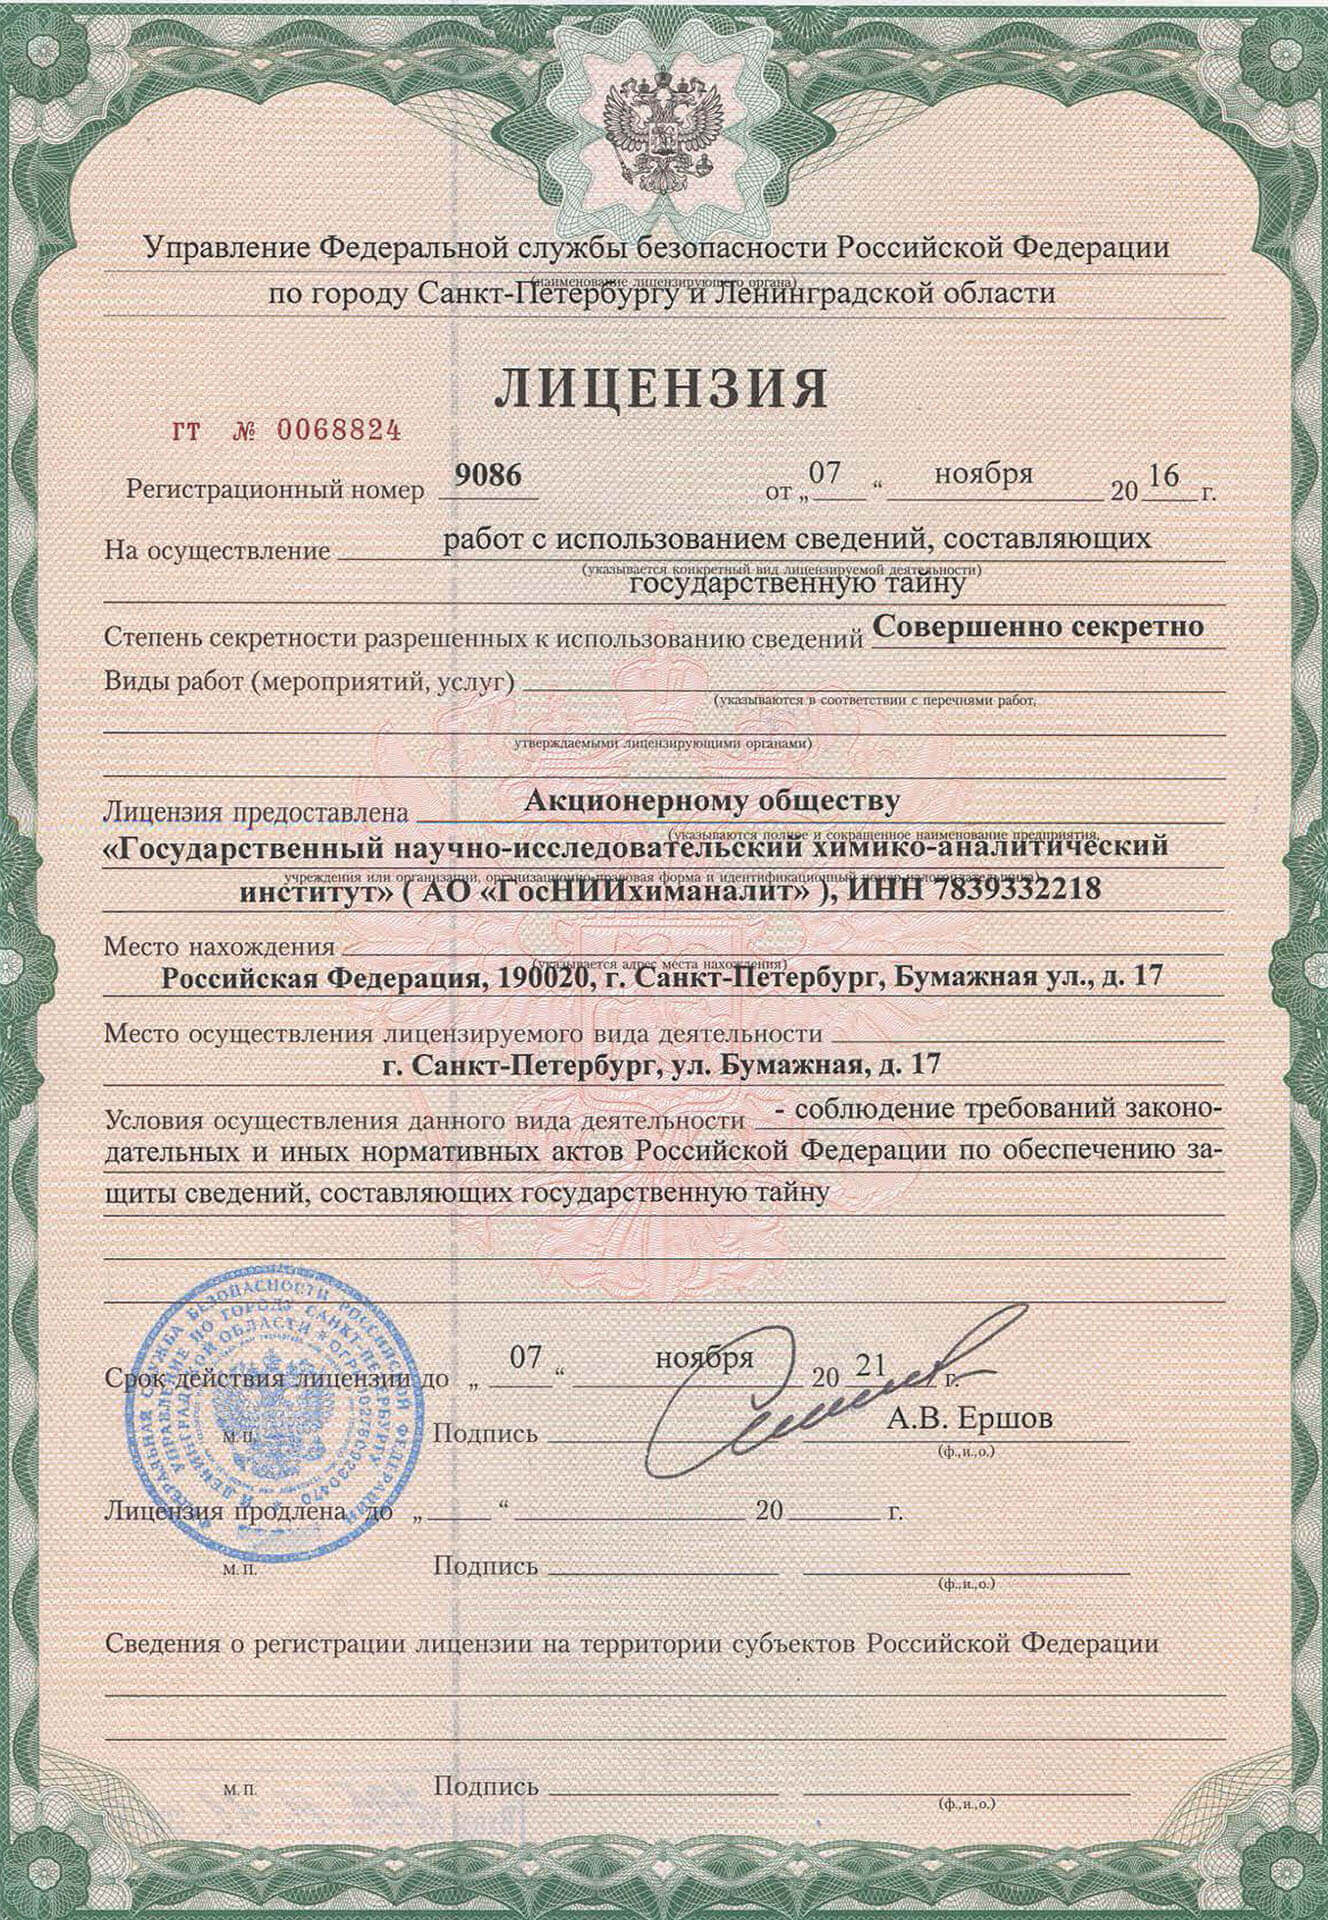 Управление Федеральной службы безопасности Российской Федерации
(наименование лицензирующего органа)
по городу Санкт-Петербургу и Ленинградской области
ЛИЦЕНЗИЯ
ГТ № 0068824
Регистрационный номер 9086 от „ 07 “ ноября 20 16 г.
На осуществление работ с использованием сведений, составляющих
(указывается конкретный вид лицензируемой деятельности)
государственную тайну
Степень секретности разрешенных к использованию сведений Совершенно секретно
Виды работ (мероприятий, услуг)
(указываются в соответствии с перечнями работ,
утверждаемыми лицензирующими органами)
Лицензия предоставлена Акционерному обществу
(указываются полное и сокращенное наименование предприятия,
«Государственный научно-исследовательский химико-аналитический
учреждения или организации, организационно-правовая форма и идентификационный номер налогоплательщика)
институт» ( АО «ГосНИИхиманалит» ), ИНН 7839332218
Место нахождения
(указывается адрес места нахождения)
Российская Федерация, 190020, г. Санкт-Петербург, Бумажная ул., д. 17
Место осуществления лицензируемого вида деятельности
г. Санкт-Петербург, ул. Бумажная, д. 17
Условия осуществления данного вида деятельности - соблюдение требований законо-
дательных и иных нормативных актов Российской Федерации по обеспечению за-
щиты сведений, составляющих государственную тайну
ФЕДЕРАЛЬНАЯ СЛУЖБА БЕЗОПАСНОСТИ РОССИЙСКОЙ ФЕДЕРАЦИИ
УПРАВЛЕНИЕ ПО ГОРОДУ САНКТ-ПЕТЕРБУРГУ
И ЛЕНИНГРАДСКОЙ ОБЛАСТИ
Срок действия лицензии до „ 07 “ ноября 20 21 г.
м.п. Подпись А.В. Ершов
(ф.,и.,о.)
Лицензия продлена до „ “ 20 г.
м.п. Подпись
(ф.,и.,о.)
Сведения о регистрации лицензии на территории субъектов Российской Федерации
м.п. Подпись
(ф.,и.,о.)